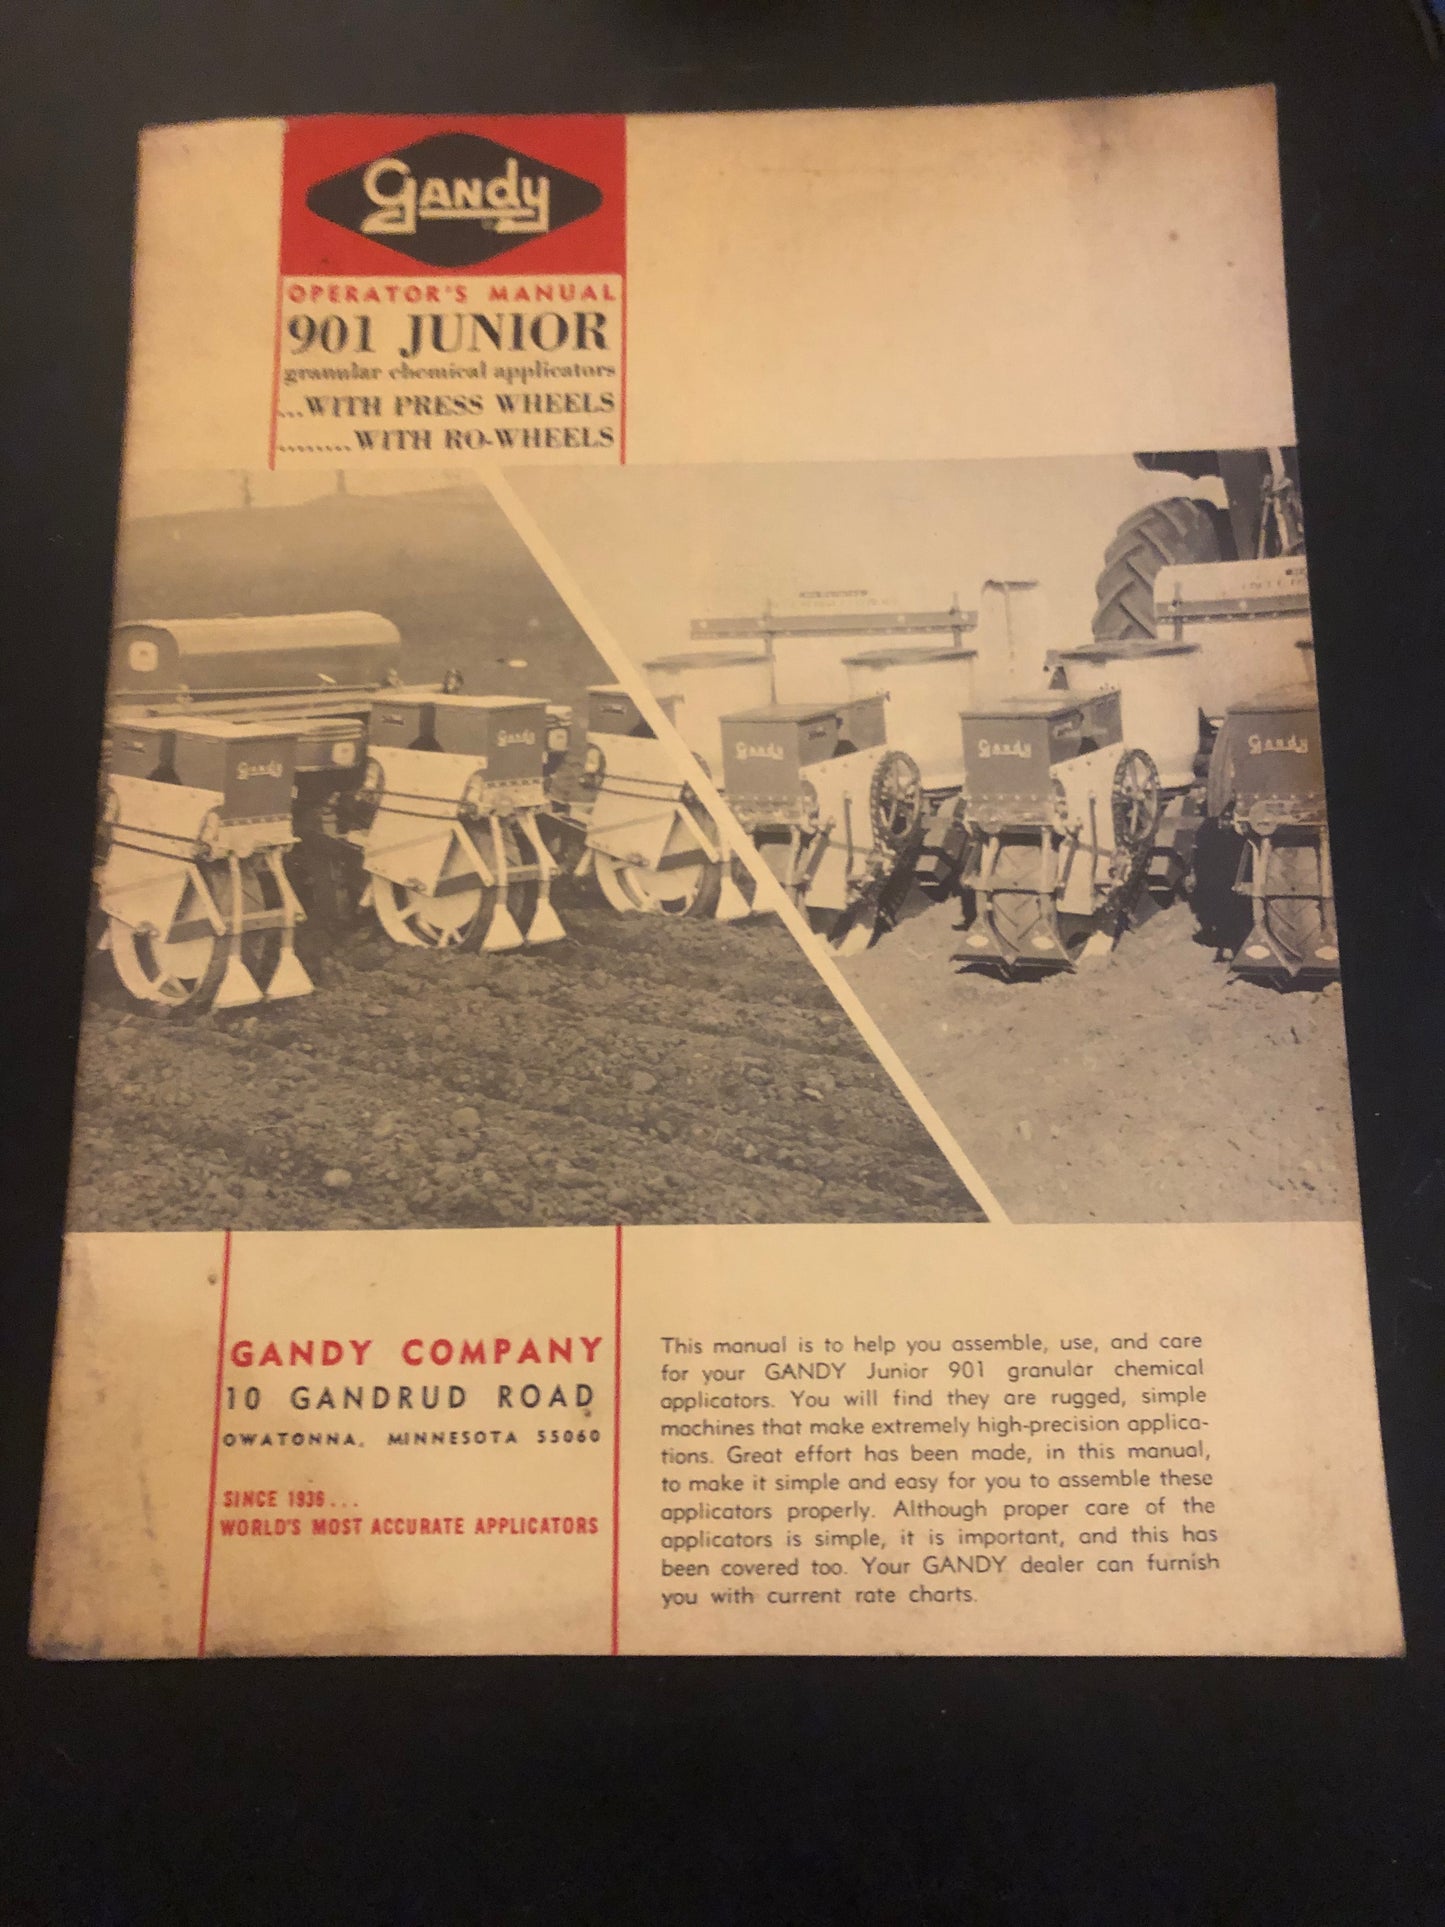 Gandy
OPERATOR'S MANUAL
901 JUNIOR
granular chemical applicators
...WITH PRESS WHEELS
........WITH RO-WHEELS
Gandy
Gandy
Gandy
Gandy
Gandy
GANDY COMPANY
10 GANDRUD ROAD
OWATONNA, MINNESOTA 55060
SINCE 1936...
WORLD'S MOST ACCURATE APPLICATORS
This manual is to help you assemble, use, and care
for your GANDY Junior 901 granular chemical
applicators. You will find they are rugged, simple
machines that make extremely high-precision applica-
tions. Great effort has been made, in this manual,
to make it simple and easy for you to assemble these
applicators properly. Although proper care of the
applicators is simple, it is important, and this has
been covered too. Your GANDY dealer can furnish
you with current rate charts.